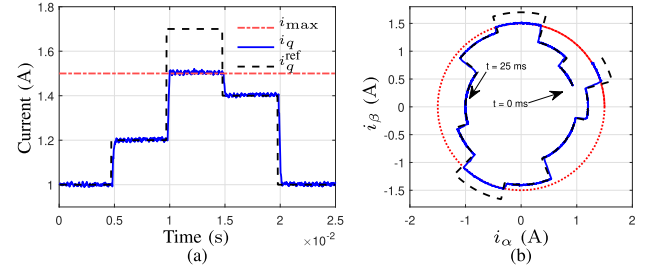 1.8
1.6
1.4
1.2
1
0
0.5
1
1.5
2
2.5
×10⁻²
Current (A)
Time (s)
(a)
i_max
i_q
i_q^ref
1.5
1
0.5
0
-0.5
-1
-1.5
-2
-1
0
1
2
i_β (A)
i_α (A)
(b)
t = 25 ms
t = 0 ms